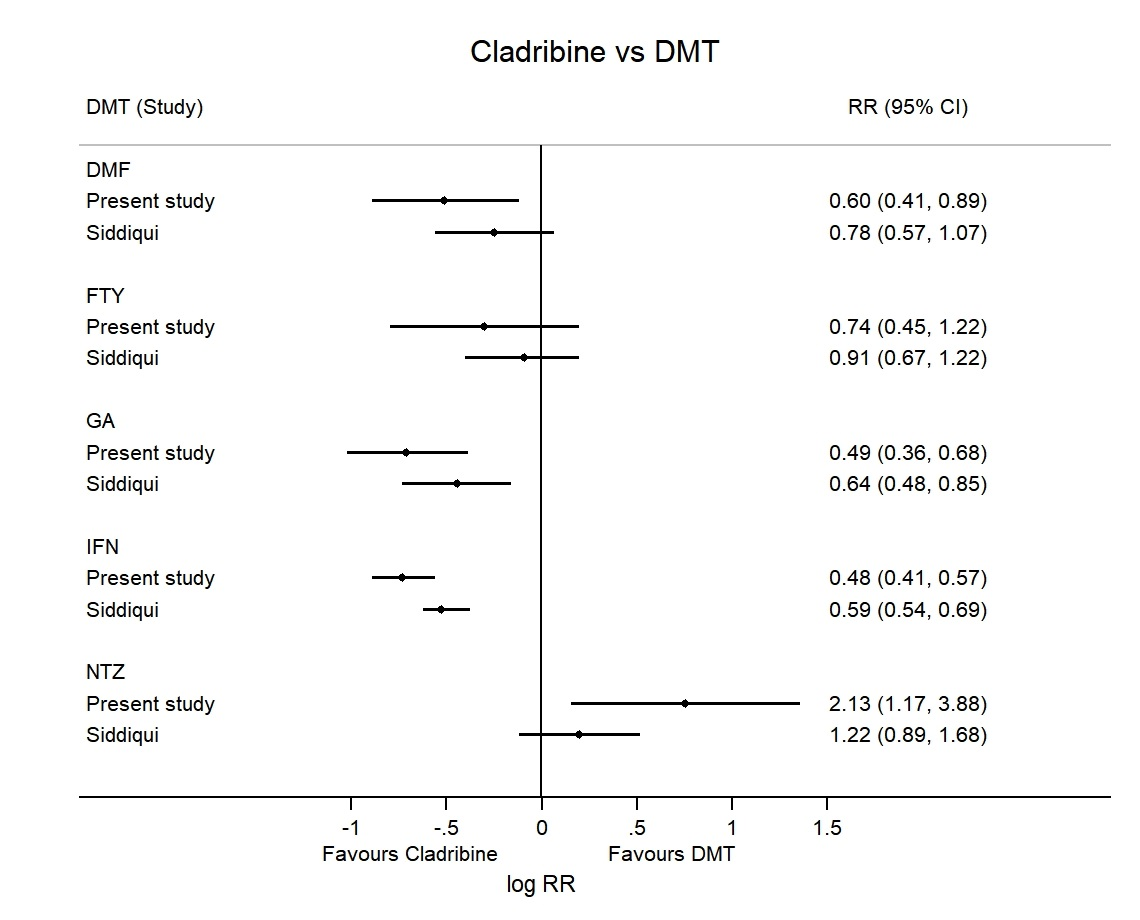 Cladribine vs DMT
DMT (Study) RR (95% CI)
DMF
Present study 0.60 (0.41, 0.89)
Siddiqui 0.78 (0.57, 1.07)
FTY
Present study 0.74 (0.45, 1.22)
Siddiqui 0.91 (0.67, 1.22)
GA
Present study 0.49 (0.36, 0.68)
Siddiqui 0.64 (0.48, 0.85)
IFN
Present study 0.48 (0.41, 0.57)
Siddiqui 0.59 (0.54, 0.69)
NTZ
Present study 2.13 (1.17, 3.88)
Siddiqui 1.22 (0.89, 1.68)
-1 -.5 0 .5 1 1.5
Favours Cladribine Favours DMT
log RR